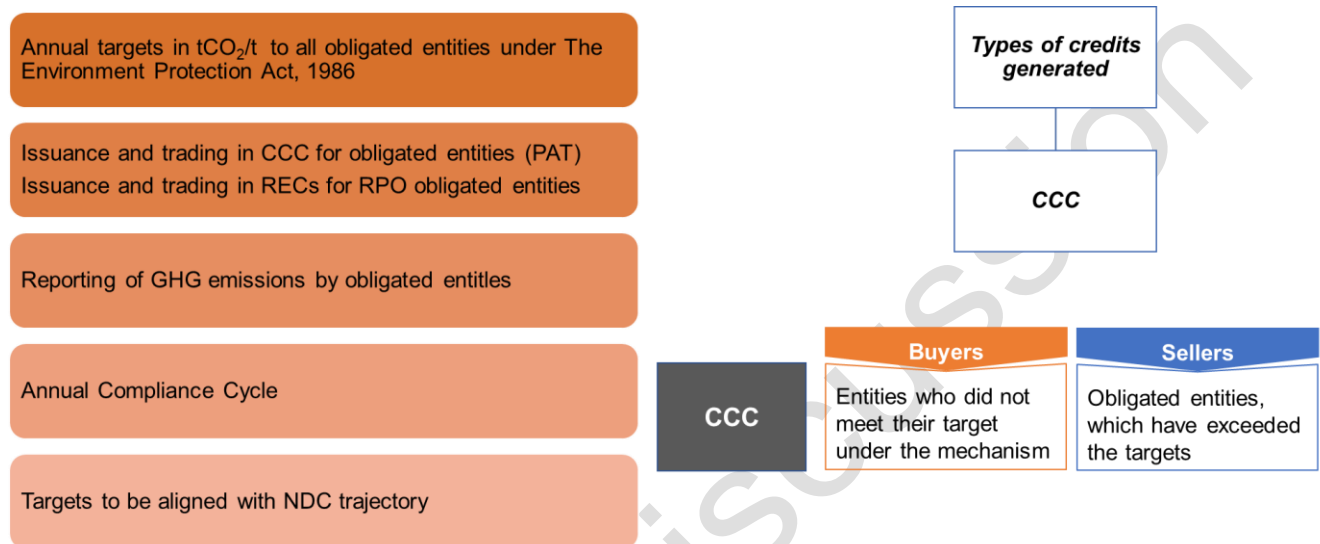 Annual targets in tCO₂/t to all obligated entities under The
Environment Protection Act, 1986
Issuance and trading in CCC for obligated entities (PAT)
Issuance and trading in RECs for RPO obligated entities
Reporting of GHG emissions by obligated entitles
Annual Compliance Cycle
Targets to be aligned with NDC trajectory
Types of credits
generated
CCC
CCC
Buyers
Entities who did not
meet their target
under the mechanism
Sellers
Obligated entities,
which have exceeded
the targets
iscussion